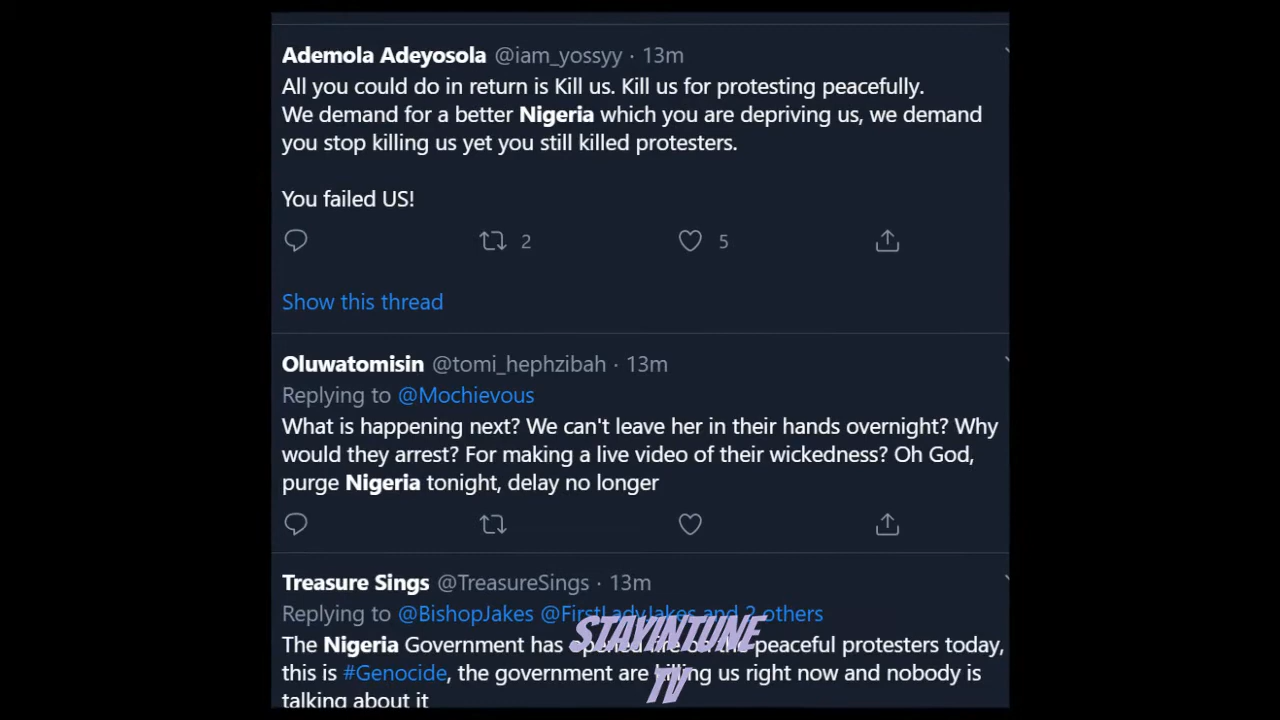 Ademola Adeyosola @iam_yossyy · 13m
All you could do in return is Kill us. Kill us for protesting peacefully.
We demand for a better Nigeria which you are depriving us, we demand
you stop killing us yet you still killed protesters.
You failed US!
2 5
Show this thread
Oluwatomisin @tomi_hephzibah · 13m
Replying to @Mochievous
What is happening next? We can't leave her in their hands overnight? Why
would they arrest? For making a live video of their wickedness? Oh God,
purge Nigeria tonight, delay no longer
Treasure Sings @TreasureSings · 13m
Replying to @BishopJakes @FirstLadyJakes and 2 others
The Nigeria Government has opened fire on the peaceful protesters today,
this is #Genocide, the government are killing us right now and nobody is
talking about it
STAYINTUNE
TV